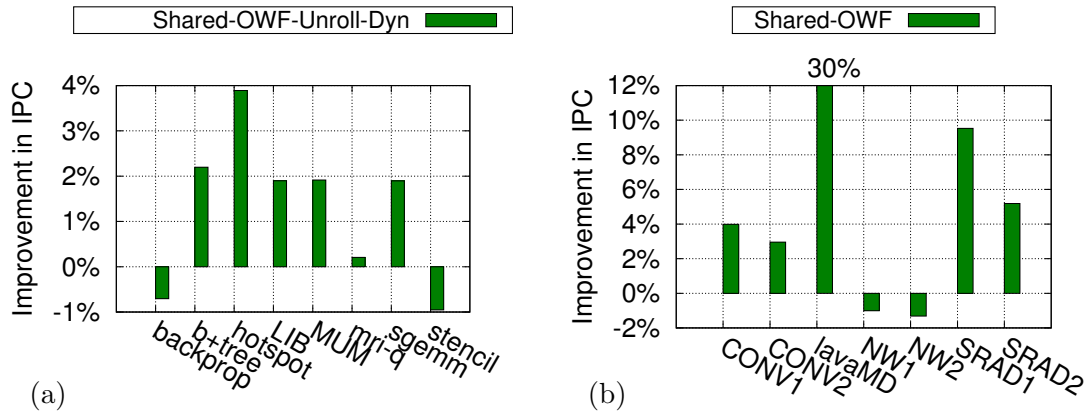 Shared-OWF-Unroll-Dyn
Improvement in IPC
4%
3%
2%
1%
0%
-1%
backprop
b+tree
hotspot
LIB
MUM
mri-q
sgemm
stencil
(a)
Shared-OWF
30%
Improvement in IPC
12%
10%
8%
6%
4%
2%
0%
-2%
CONV1
CONV2
lavaMD
NW1
NW2
SRAD1
SRAD2
(b)